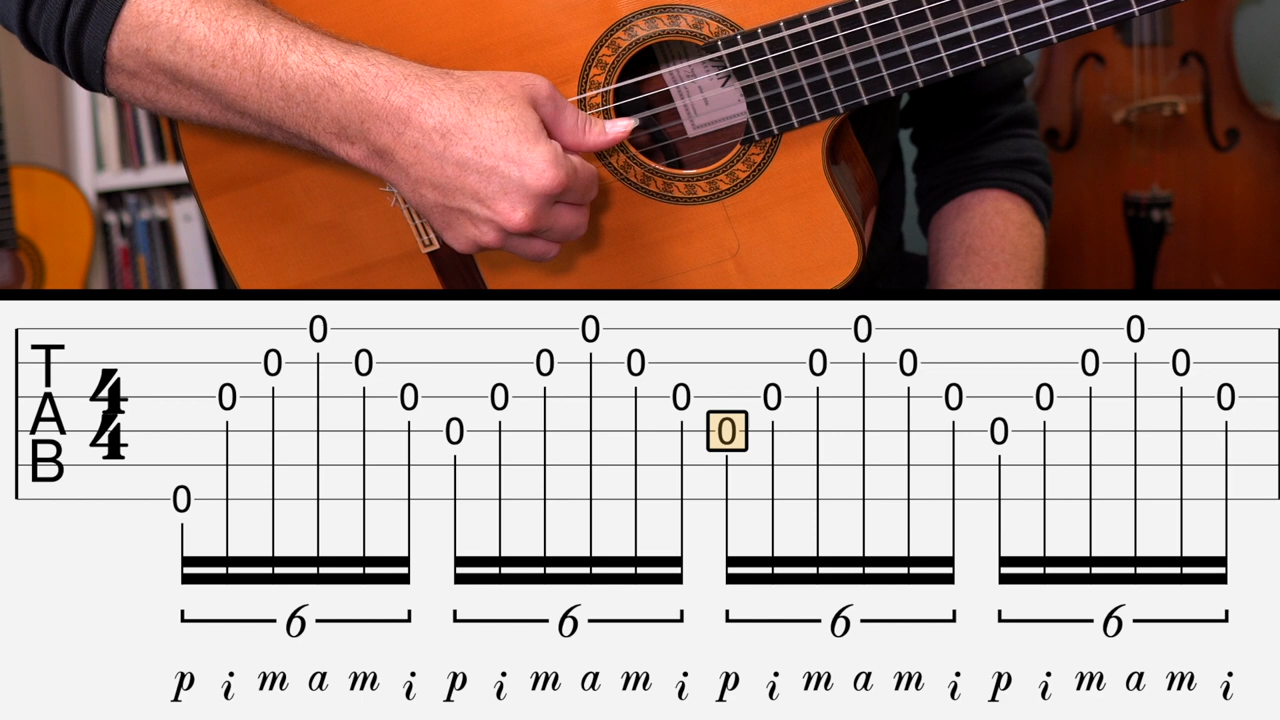 0 0 0 0
0 0 0 0 0 0 0 0
T
A
B
4
4
0 0 0 0 0 0 0 0
0 0 0
0
6 6 6 6
p i m a m i p i m a m i p i m a m i p i m a m i